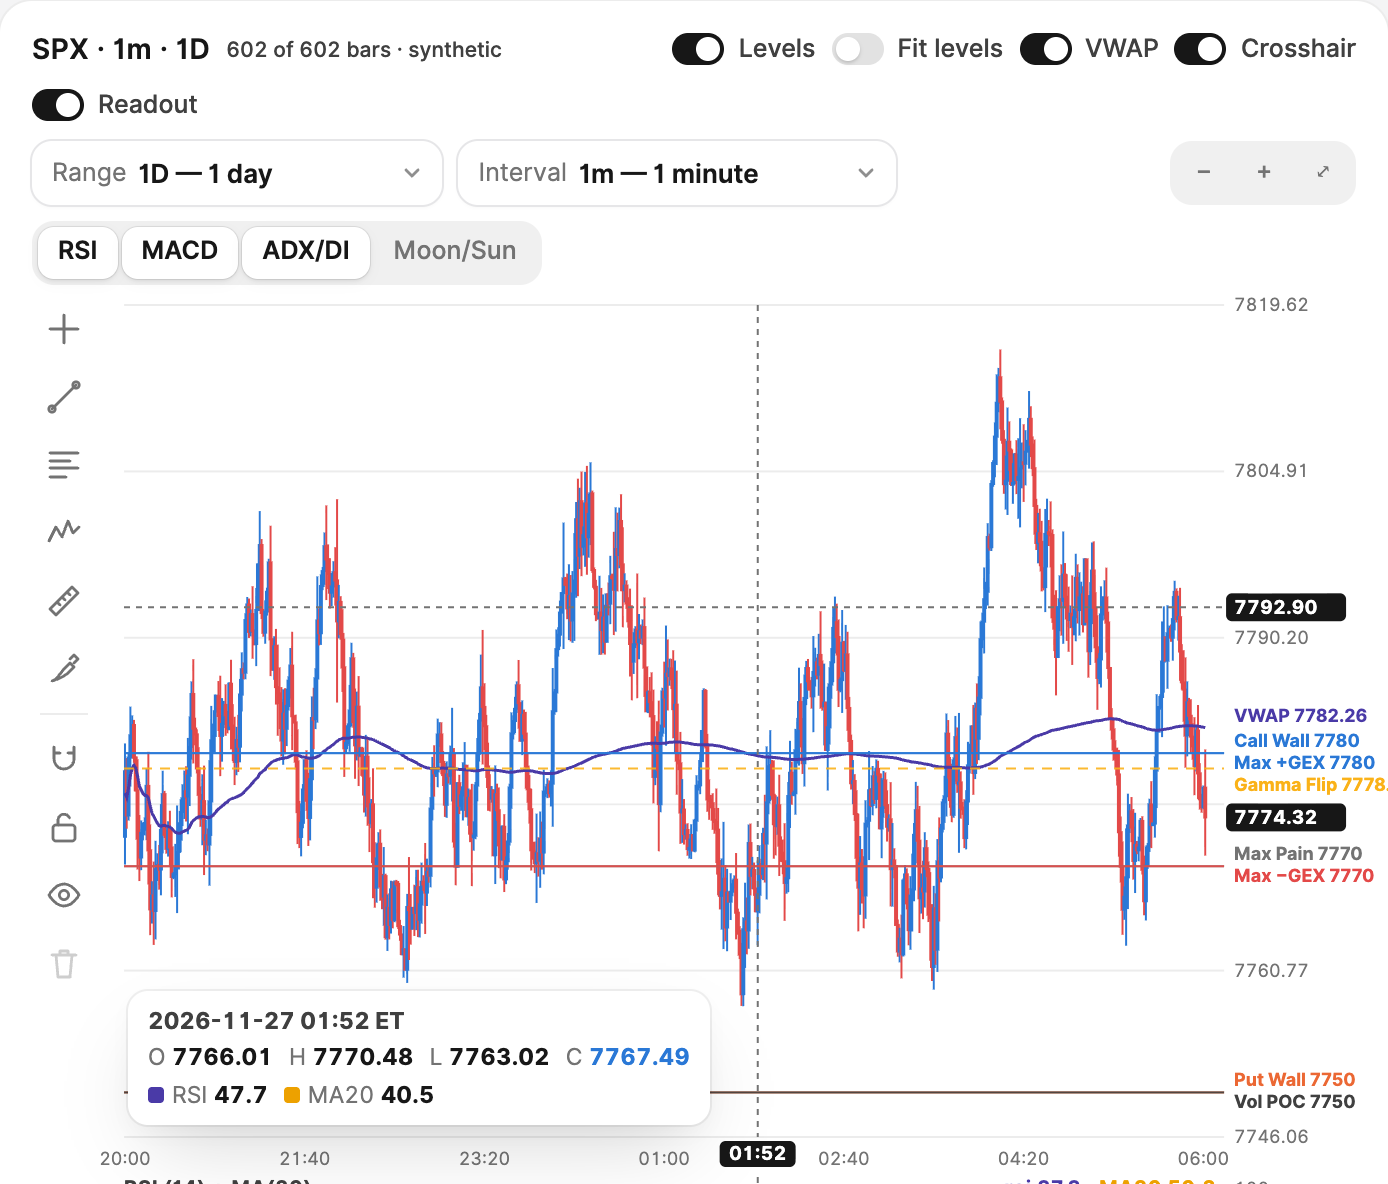 SPX · 1m · 1D 602 of 602 bars · synthetic Levels Fit levels VWAP Crosshair
Readout
Range 1D — 1 day Interval 1m — 1 minute − +
RSI MACD ADX/DI Moon/Sun
7819.62
7804.91
7792.90
7790.20
VWAP 7782.26
Call Wall 7780
Max +GEX 7780
Gamma Flip 7778.
7774.32
Max Pain 7770
Max −GEX 7770
7760.77
2026-11-27 01:52 ET
O 7766.01 H 7770.48 L 7763.02 C 7767.49
RSI 47.7 MA20 40.5
Put Wall 7750
Vol POC 7750
7746.06
20:00 21:40 23:20 01:00 01:52 02:40 04:20 06:00